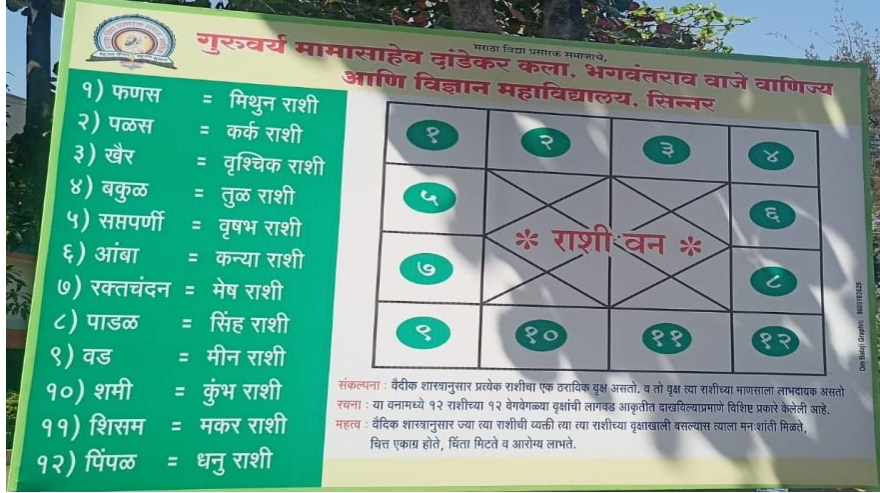 मराठा विद्या प्रसारक समाजाचे,
गुरुवर्य मामासाहेब दांडेकर कला, भगवंतराव वाजे वाणिज्य
आणि विज्ञान महाविद्यालय, सिन्नर
१) फणस = मिथुन राशी
२) पळस = कर्क राशी
३) खैर = वृश्चिक राशी
४) बकुळ = तुळ राशी
५) सप्तपर्णी = वृषभ राशी
६) आंबा = कन्या राशी
७) रक्तचंदन = मेष राशी
८) पाडळ = सिंह राशी
९) वड = मीन राशी
१०) शमी = कुंभ राशी
११) शिसम = मकर राशी
१२) पिंपळ = धनु राशी
१ २ ३ ४
५ ६
* राशी वन *
७ ८
९ १० ११ १२
संकल्पना : वैदीक शास्त्रानुसार प्रत्येक राशीचा एक ठराविक वृक्ष असतो. व तो वृक्ष त्या राशीच्या माणसाला लाभदायक असतो
रचना : या वनामध्ये १२ राशीच्या १२ वेगवेगळ्या वृक्षांची लागवड आकृतीत दाखविल्याप्रमाणे विशिष्ट प्रकारे केलेली आहे.
महत्व : वैदिक शास्त्रानुसार ज्या त्या राशीची व्यक्ती त्या त्या राशीच्या वृक्षाखाली बसल्यास त्याला मनःशांती मिळते,
चित्त एकाग्र होते, चिंता मिटते व आरोग्य लाभते.
Om Balaji Graphic :